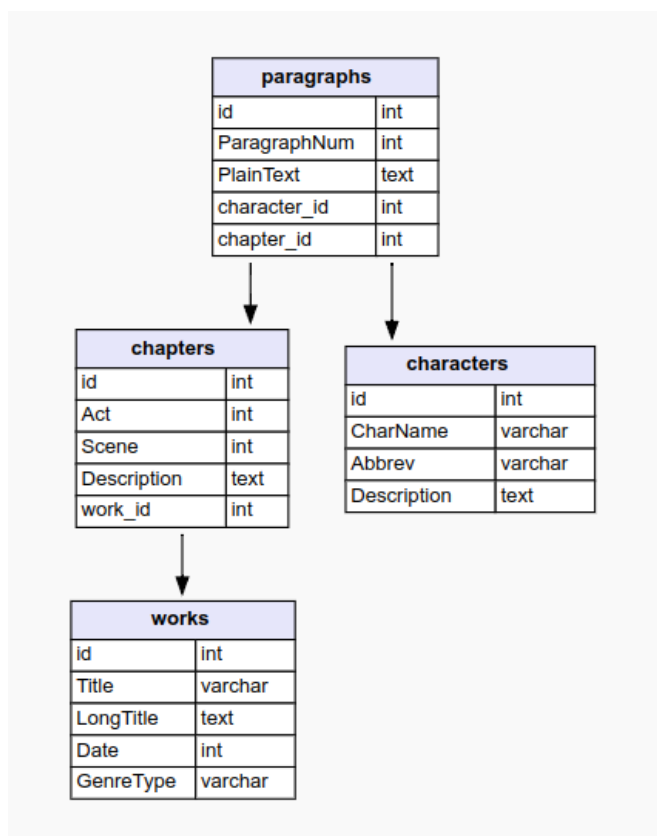 paragraphs
id int
ParagraphNum int
PlainText text
character_id int
chapter_id int
chapters
id int
Act int
Scene int
Description text
work_id int
characters
id int
CharName varchar
Abbrev varchar
Description text
works
id int
Title varchar
LongTitle text
Date int
GenreType varchar